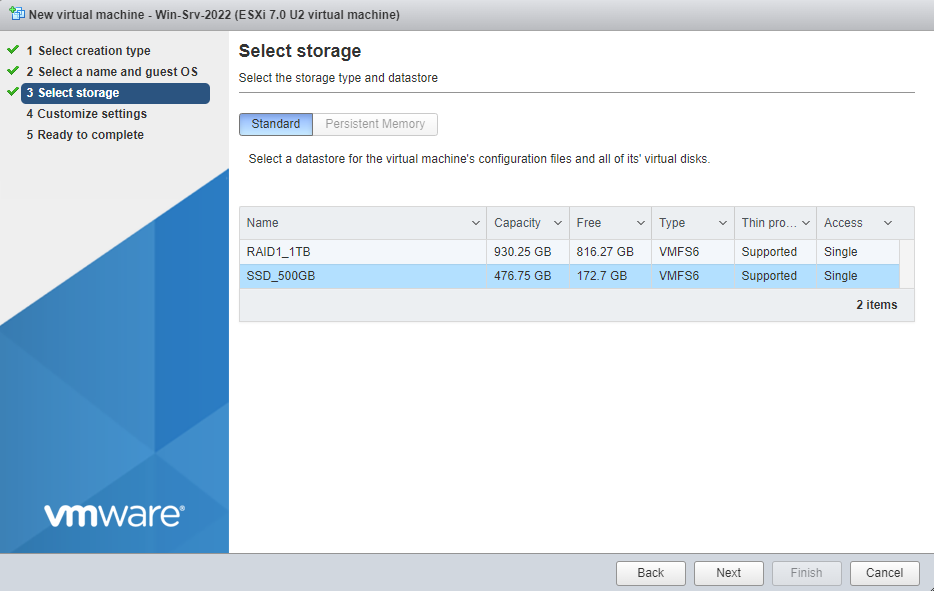 New virtual machine - Win-Srv-2022 (ESXi 7.0 U2 virtual machine)
1 Select creation type
2 Select a name and guest OS
3 Select storage
4 Customize settings
5 Ready to complete
vmware®
Select storage
Select the storage type and datastore
Standard Persistent Memory
Select a datastore for the virtual machine's configuration files and all of its' virtual disks.
Name Capacity Free Type Thin pro... Access
RAID1_1TB 930.25 GB 816.27 GB VMFS6 Supported Single
SSD_500GB 476.75 GB 172.7 GB VMFS6 Supported Single
2 items
Back Next Finish Cancel